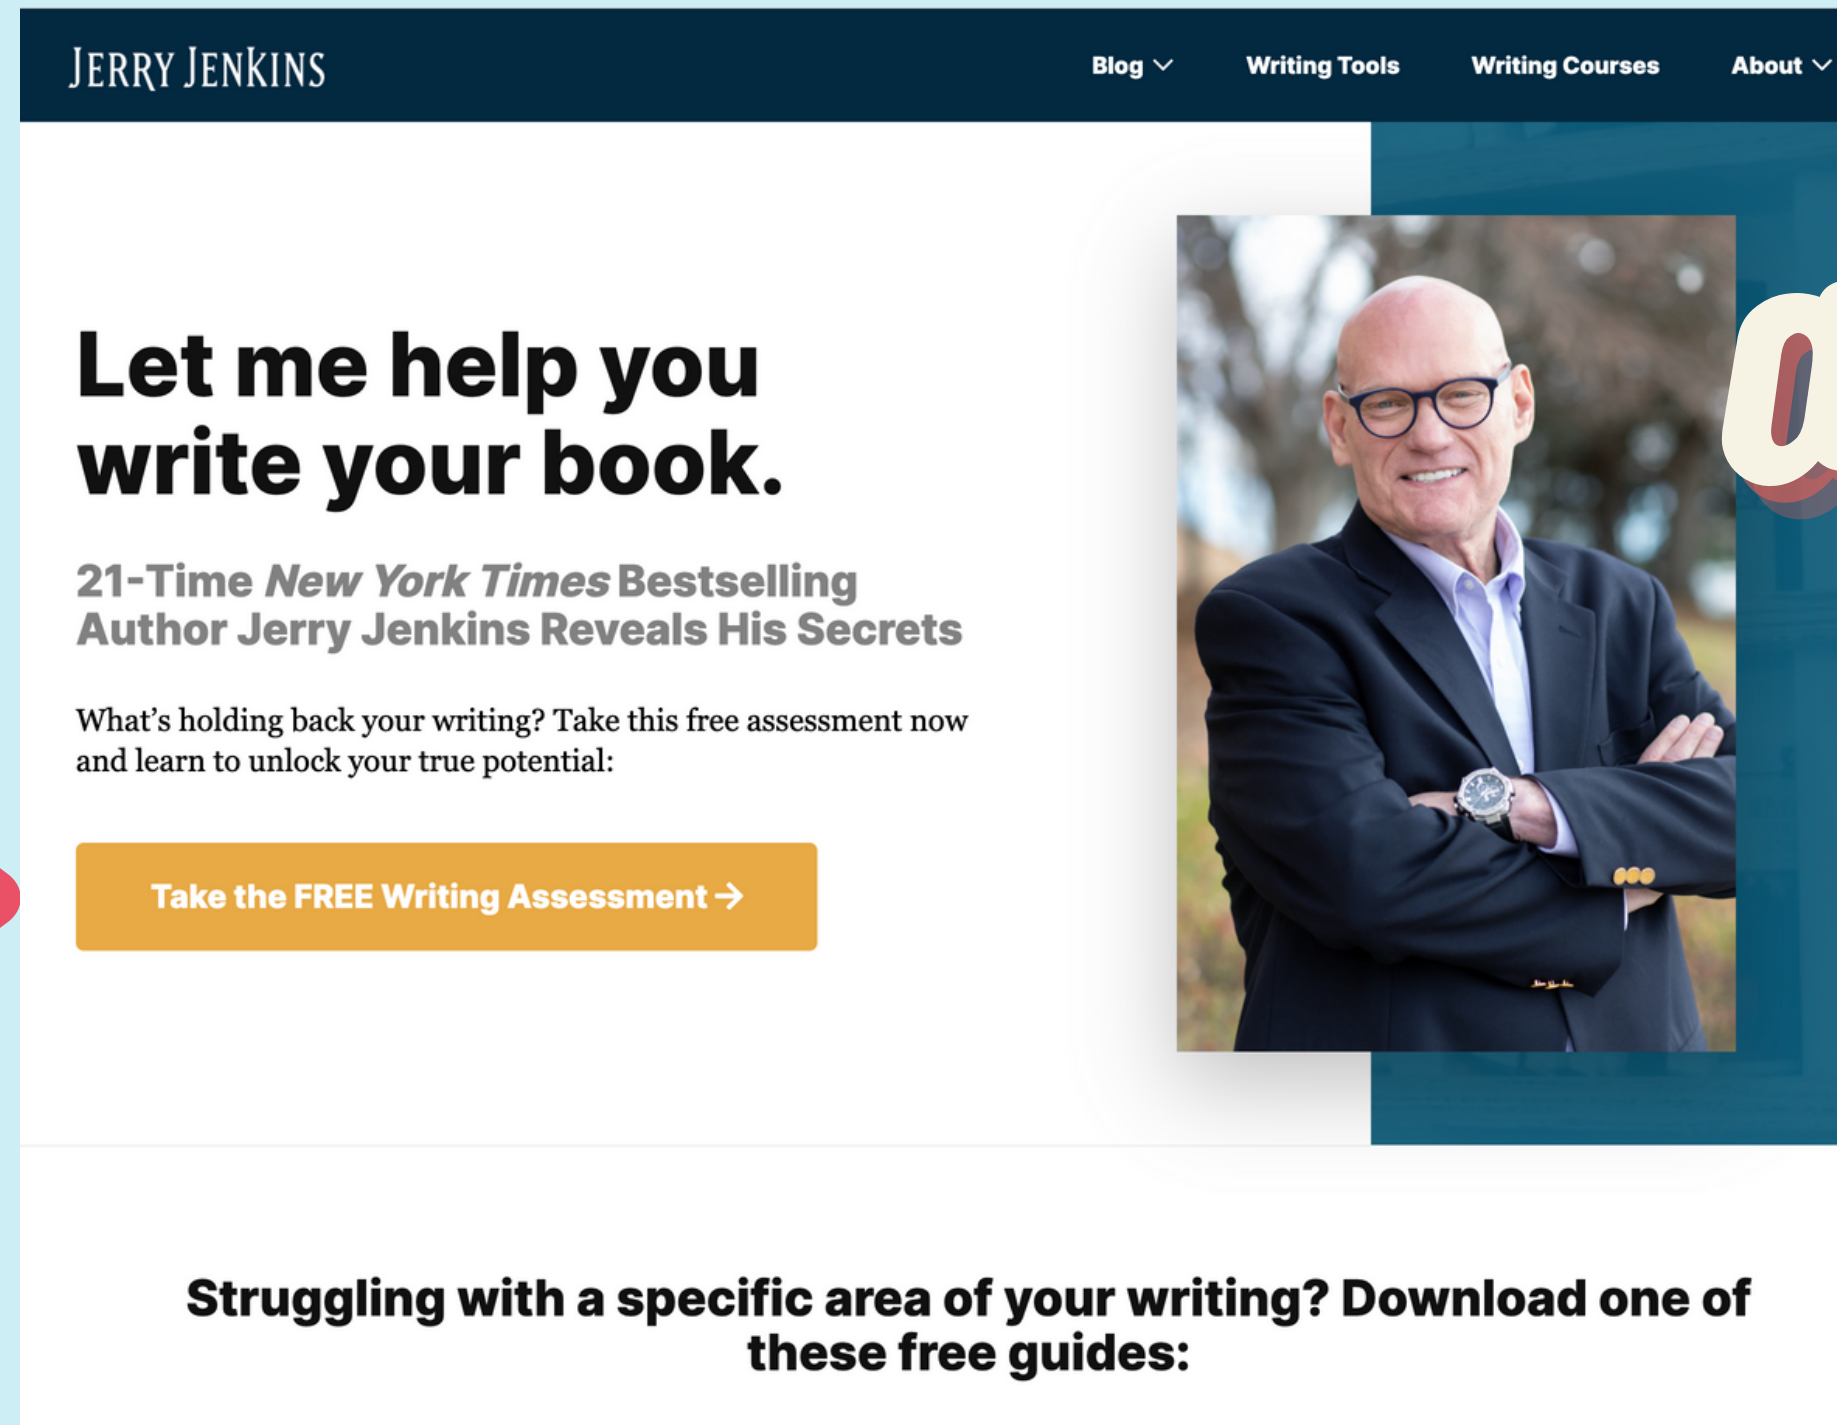 JERRY JENKINS
Blog
Writing Tools
Writing Courses
About
Let me help you
write your book.
21-Time New York Times Bestselling
Author Jerry Jenkins Reveals His Secrets
What’s holding back your writing? Take this free assessment now
and learn to unlock your true potential:
Take the FREE Writing Assessment →
Struggling with a specific area of your writing? Download one of
these free guides: